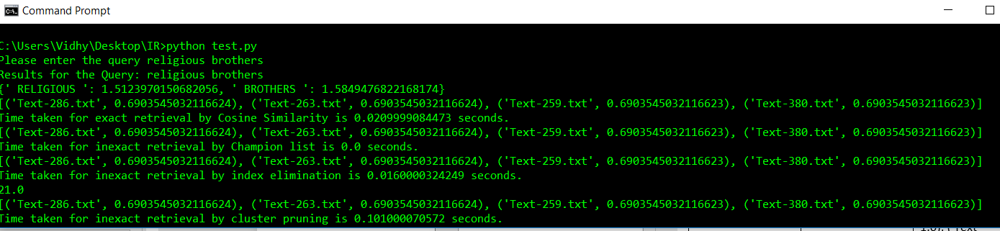 Command Prompt
C:\Users\Vidhy\Desktop\IR>python test.py
Please enter the query religious brothers
Results for the Query: religious brothers
{' RELIGIOUS ': 1.5123970150682056, ' BROTHERS ': 1.5849476822168174}
[('Text-286.txt', 0.6903545032116624), ('Text-263.txt', 0.6903545032116624), ('Text-259.txt', 0.6903545032116623), ('Text-380.txt', 0.6903545032116623)]
Time taken for exact retrieval by Cosine Similarity is 0.0209999084473 seconds.
[('Text-286.txt', 0.6903545032116624), ('Text-263.txt', 0.6903545032116624), ('Text-259.txt', 0.6903545032116623), ('Text-380.txt', 0.6903545032116623)]
Time taken for inexact retrieval by Champion list is 0.0 seconds.
[('Text-286.txt', 0.6903545032116624), ('Text-263.txt', 0.6903545032116624), ('Text-259.txt', 0.6903545032116623), ('Text-380.txt', 0.6903545032116623)]
Time taken for inexact retrieval by index elimination is 0.0160000324249 seconds.
21.0
[('Text-286.txt', 0.6903545032116624), ('Text-263.txt', 0.6903545032116624), ('Text-259.txt', 0.6903545032116623), ('Text-380.txt', 0.6903545032116623)]
Time taken for inexact retrieval by cluster pruning is 0.101000070572 seconds.